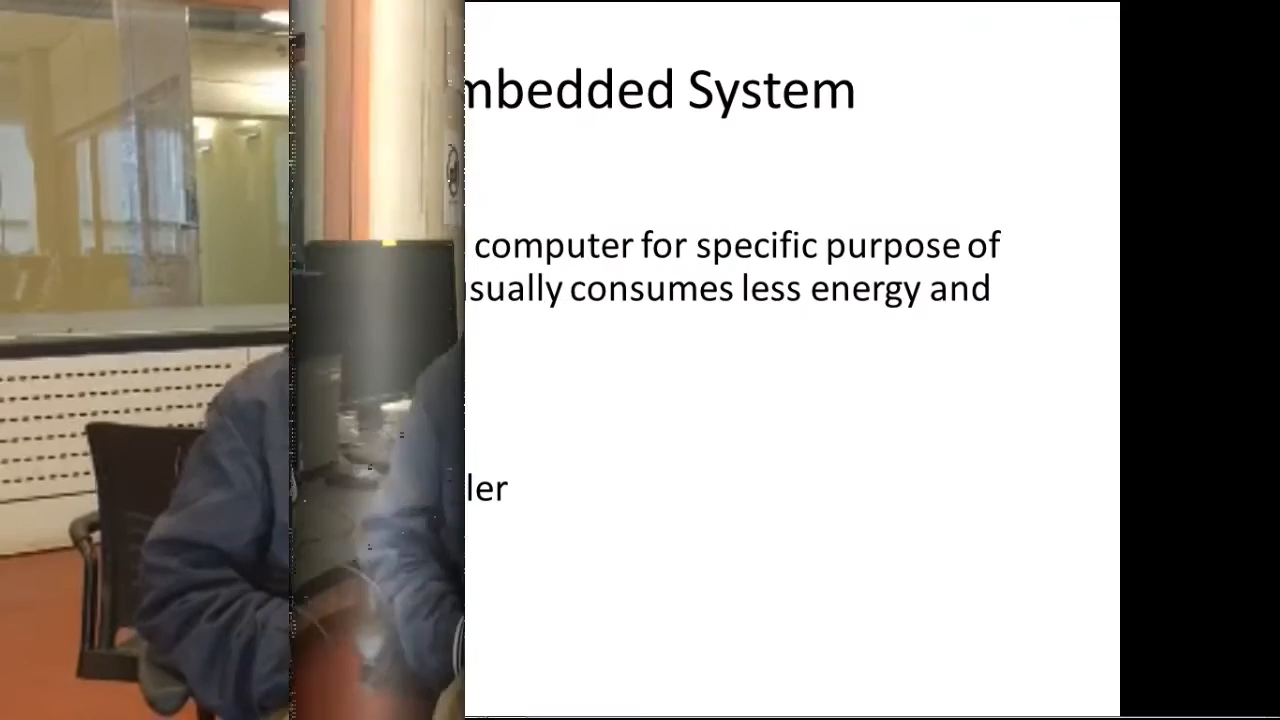 mbedded System
computer for specific purpose of
sually consumes less energy and
ler